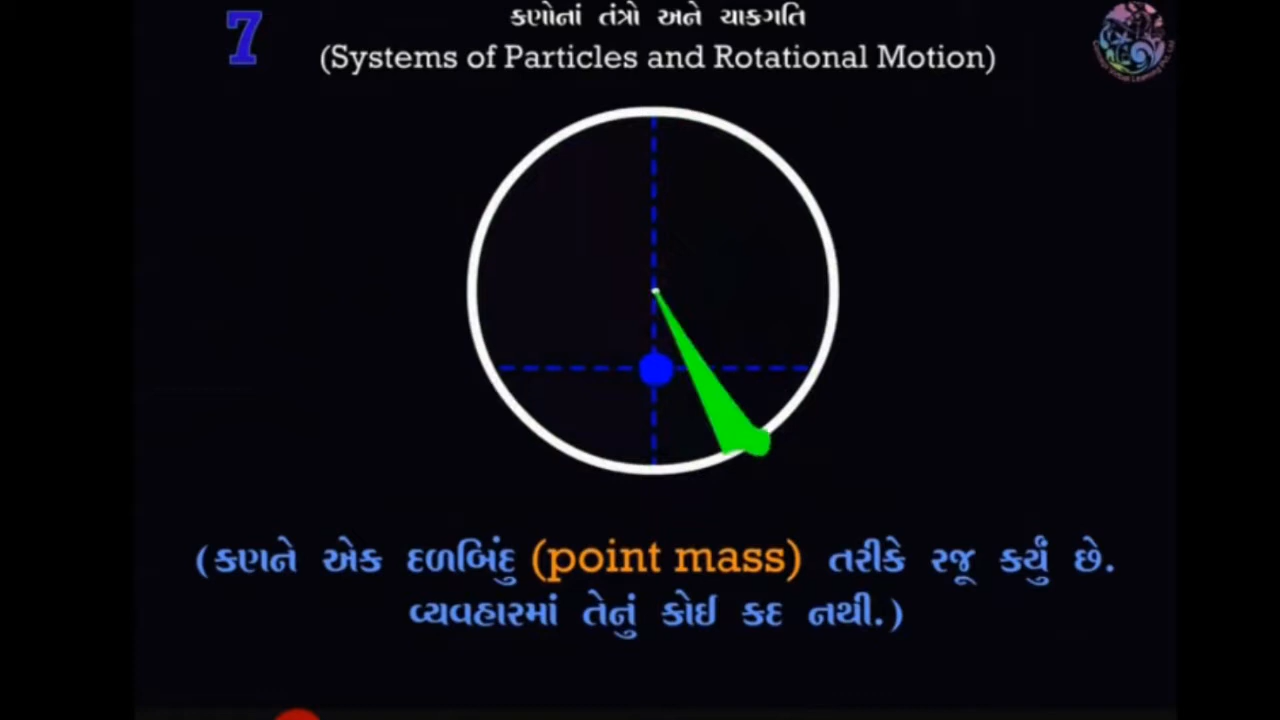 7
કણોનાં તંત્રો અને ચાકગતિ
(Systems of Particles and Rotational Motion)
(કણને એક દળબિંદુ (point mass) તરીકે રજૂ કર્યું છે.
વ્યવહારમાં તેનું કોઈ કદ નથી.)